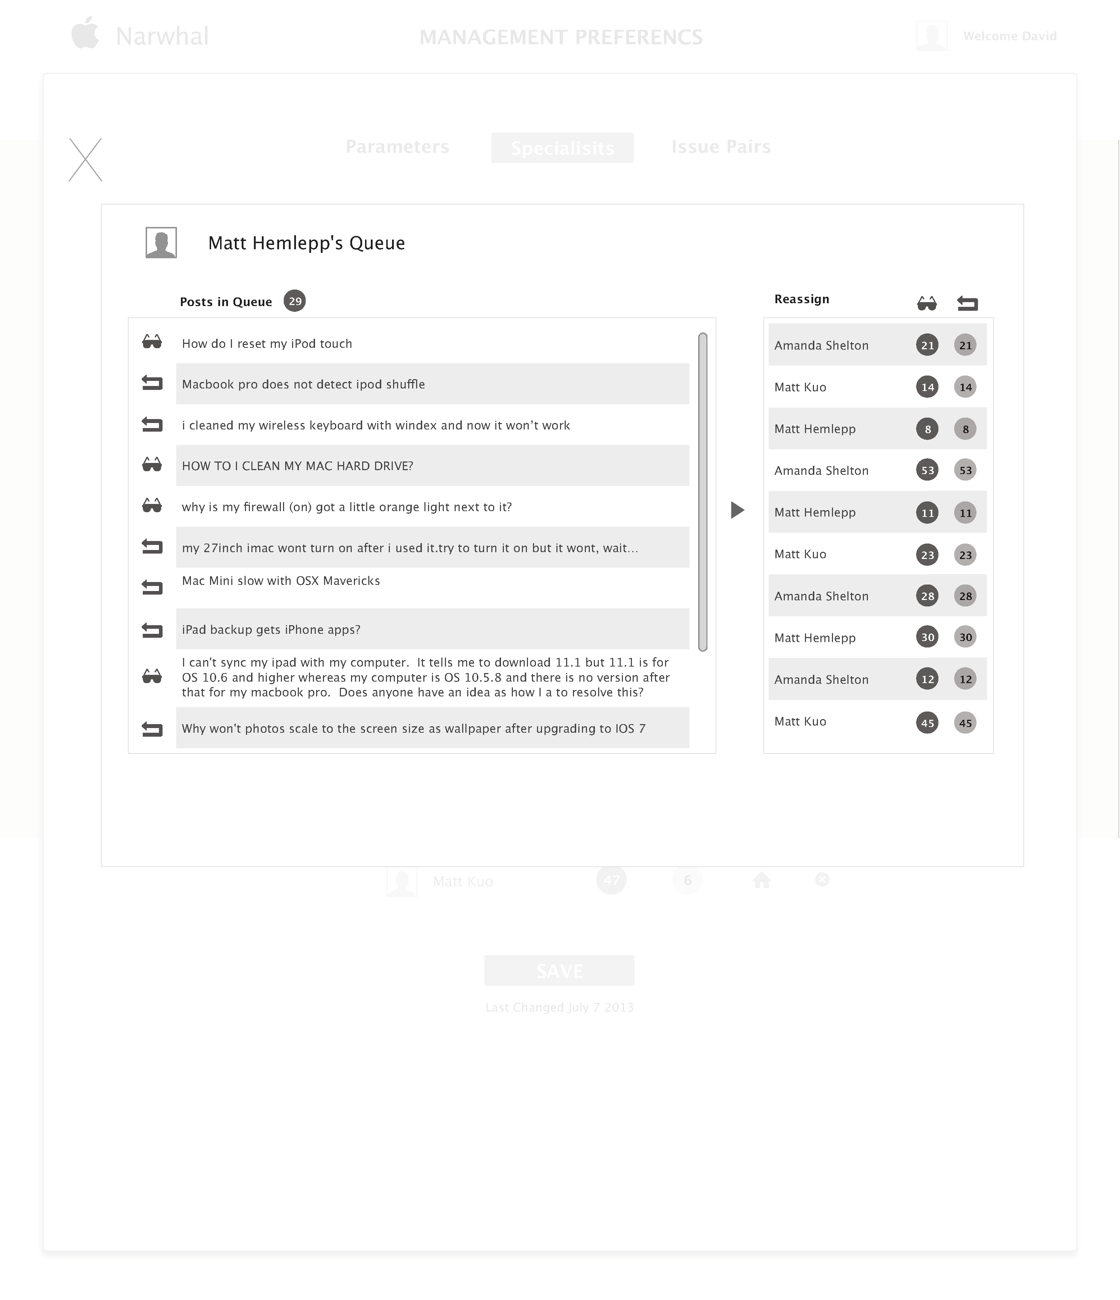 Narwhal
MANAGEMENT PREFERENCS
Welcome David
Parameters
Specialisits
Issue Pairs
Matt Hemlepp's Queue
Posts in Queue 29
How do I reset my iPod touch
Macbook pro does not detect ipod shuffle
i cleaned my wireless keyboard with windex and now it won't work
HOW TO I CLEAN MY MAC HARD DRIVE?
why is my firewall (on) got a little orange light next to it?
my 27inch imac wont turn on after i used it.try to turn it on but it wont, wait...
Mac Mini slow with OSX Mavericks
iPad backup gets iPhone apps?
I can't sync my ipad with my computer.  It tells me to download 11.1 but 11.1 is for
OS 10.6 and higher whereas my computer is OS 10.5.8 and there is no version after
that for my macbook pro.  Does anyone have an idea as how I a to resolve this?
Why won't photos scale to the screen size as wallpaper after upgrading to IOS 7
Reassign
Amanda Shelton 21 21
Matt Kuo 14 14
Matt Hemlepp 8 8
Amanda Shelton 53 53
Matt Hemlepp 11 11
Matt Kuo 23 23
Amanda Shelton 28 28
Matt Hemlepp 30 30
Amanda Shelton 12 12
Matt Kuo 45 45
Matt Kuo 47 6
SAVE
Last Changed July 7 2013